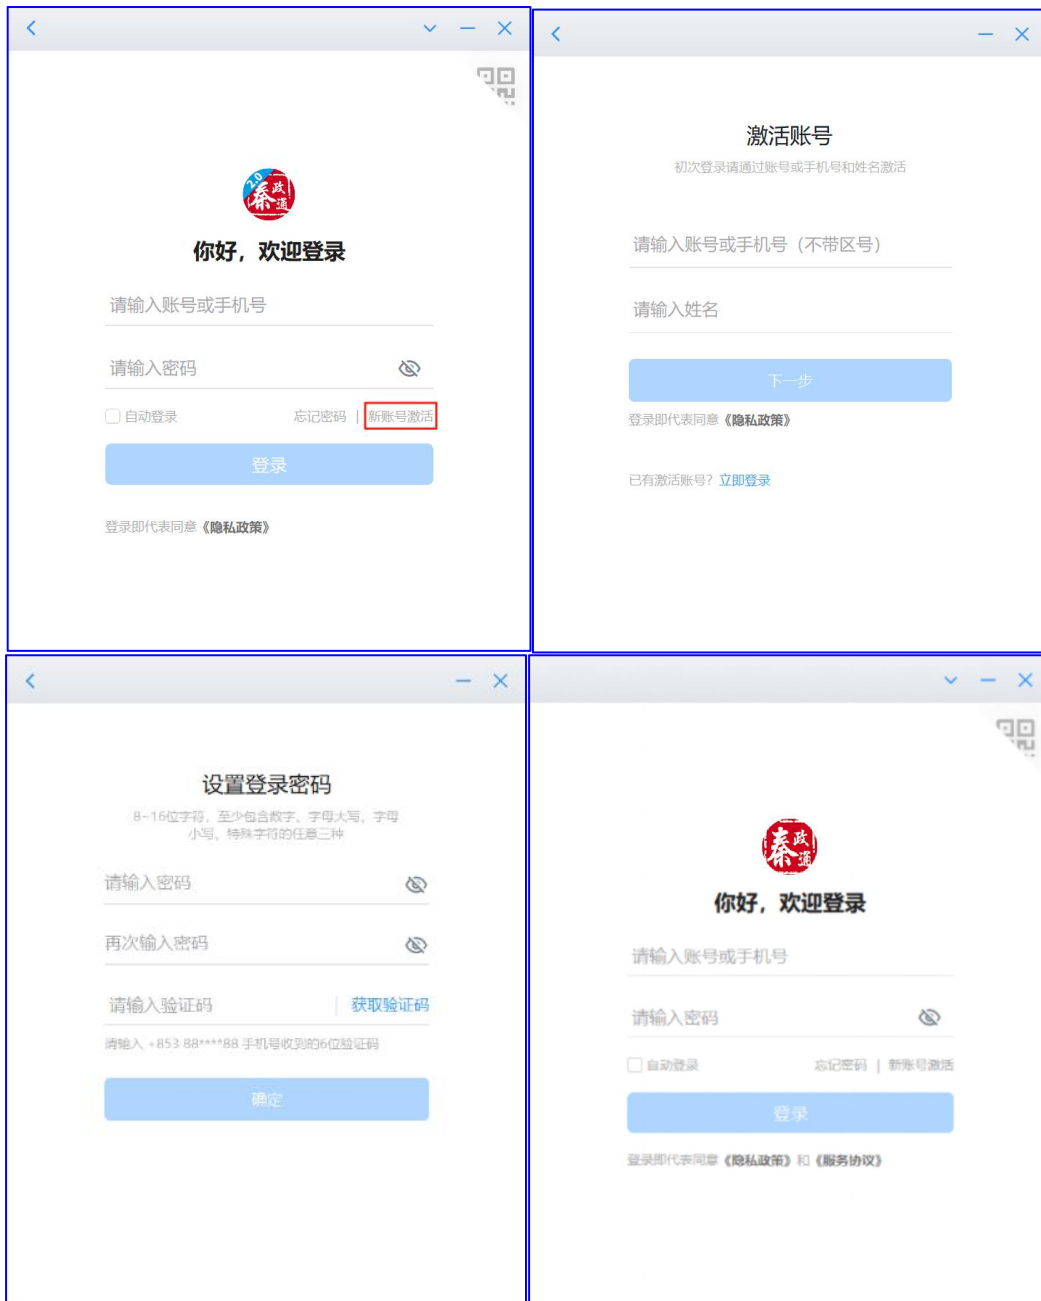 2.0
秦政通
你好，欢迎登录
请输入账号或手机号
请输入密码
自动登录
忘记密码 | 新账号激活
登录
登录即代表同意《隐私政策》
激活账号
初次登录请通过账号或手机号和姓名激活
请输入账号或手机号（不带区号）
请输入姓名
下一步
登录即代表同意《隐私政策》
已有激活账号？立即登录
设置登录密码
8-16位字符，至少包含数字、字母大写、字母
小写、特殊字符的任意三种
请输入密码
再次输入密码
请输入验证码 | 获取验证码
请输入 +853 88****88 手机号收到的6位验证码
确定
秦政通
你好，欢迎登录
请输入账号或手机号
请输入密码
自动登录
忘记密码 | 新账号激活
登录
登录即代表同意《隐私政策》和《服务协议》